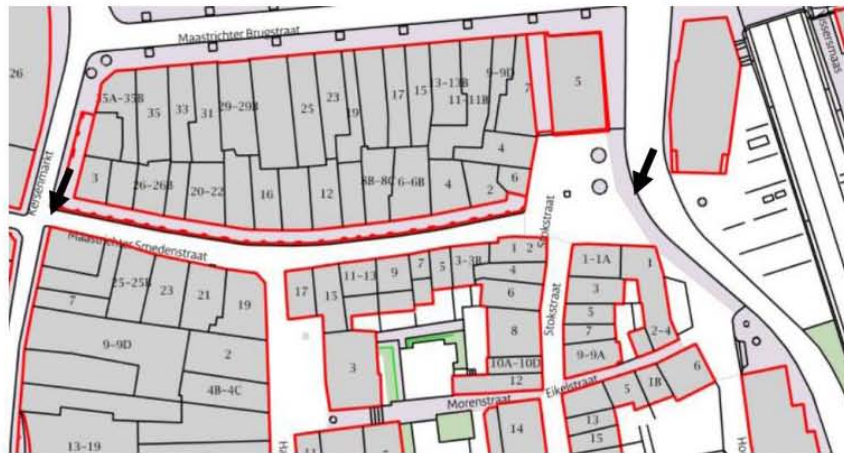 Maastrichter Brugstraat
issersmaas
26
35A-35B
35
33
31
29-29B
25
23
19
17
15
13-13B
11-11B
9-9D
7
5
Kersenmarkt
3
26-26B
20-22
16
12
8B-8C
6-6B
4
2
4
6
Maastrichter Smedenstraat
Stokstraat
25-25B
23
21
19
7
9-9D
2
4B-4C
13-19
17
15
11-13
9
7
5
3-3B
1
2
4
6
8
10A-10D
12
3
Stokstraat
1-1A
1
3
5
7
9-9A
2-4
Eikelstraat
Morenstraat
14
5
1B
6
13
15
11